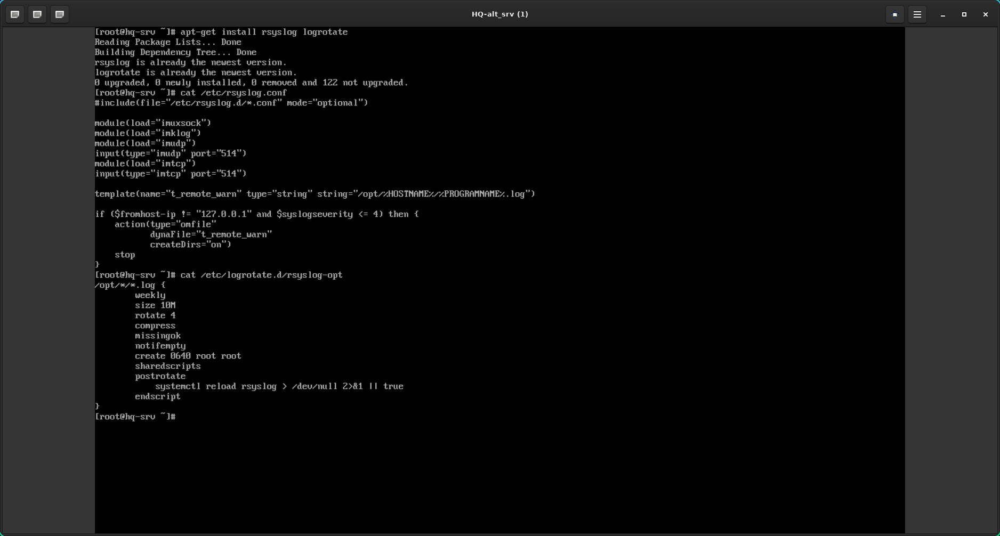 HQ-alt_srv (1)
[root@hq-srv ~]# apt-get install rsyslog logrotate
Reading Package Lists... Done
Building Dependency Tree... Done
rsyslog is already the newest version.
logrotate is already the newest version.
0 upgraded, 0 newly installed, 0 removed and 122 not upgraded.
[root@hq-srv ~]# cat /etc/rsyslog.conf
#include(file="/etc/rsyslog.d/*.conf" mode="optional")

module(load="imuxsock")
module(load="imklog")
module(load="imudp")
input(type="imudp" port="514")
module(load="imtcp")
input(type="imtcp" port="514")

template(name="t_remote_warn" type="string" string="/opt/%HOSTNAME%/%PROGRAMNAME%.log")

if ($fromhost-ip != "127.0.0.1" and $syslogseverity <= 4) then {
    action(type="omfile"
           dynaFile="t_remote_warn"
           createDirs="on")
    stop
}
[root@hq-srv ~]# cat /etc/logrotate.d/rsyslog-opt
/opt/*/*.log {
        weekly
        size 10M
        rotate 4
        compress
        missingok
        notifempty
        create 0640 root root
        sharedscripts
        postrotate
            systemctl reload rsyslog > /dev/null 2>&1 || true
        endscript
}
[root@hq-srv ~]#